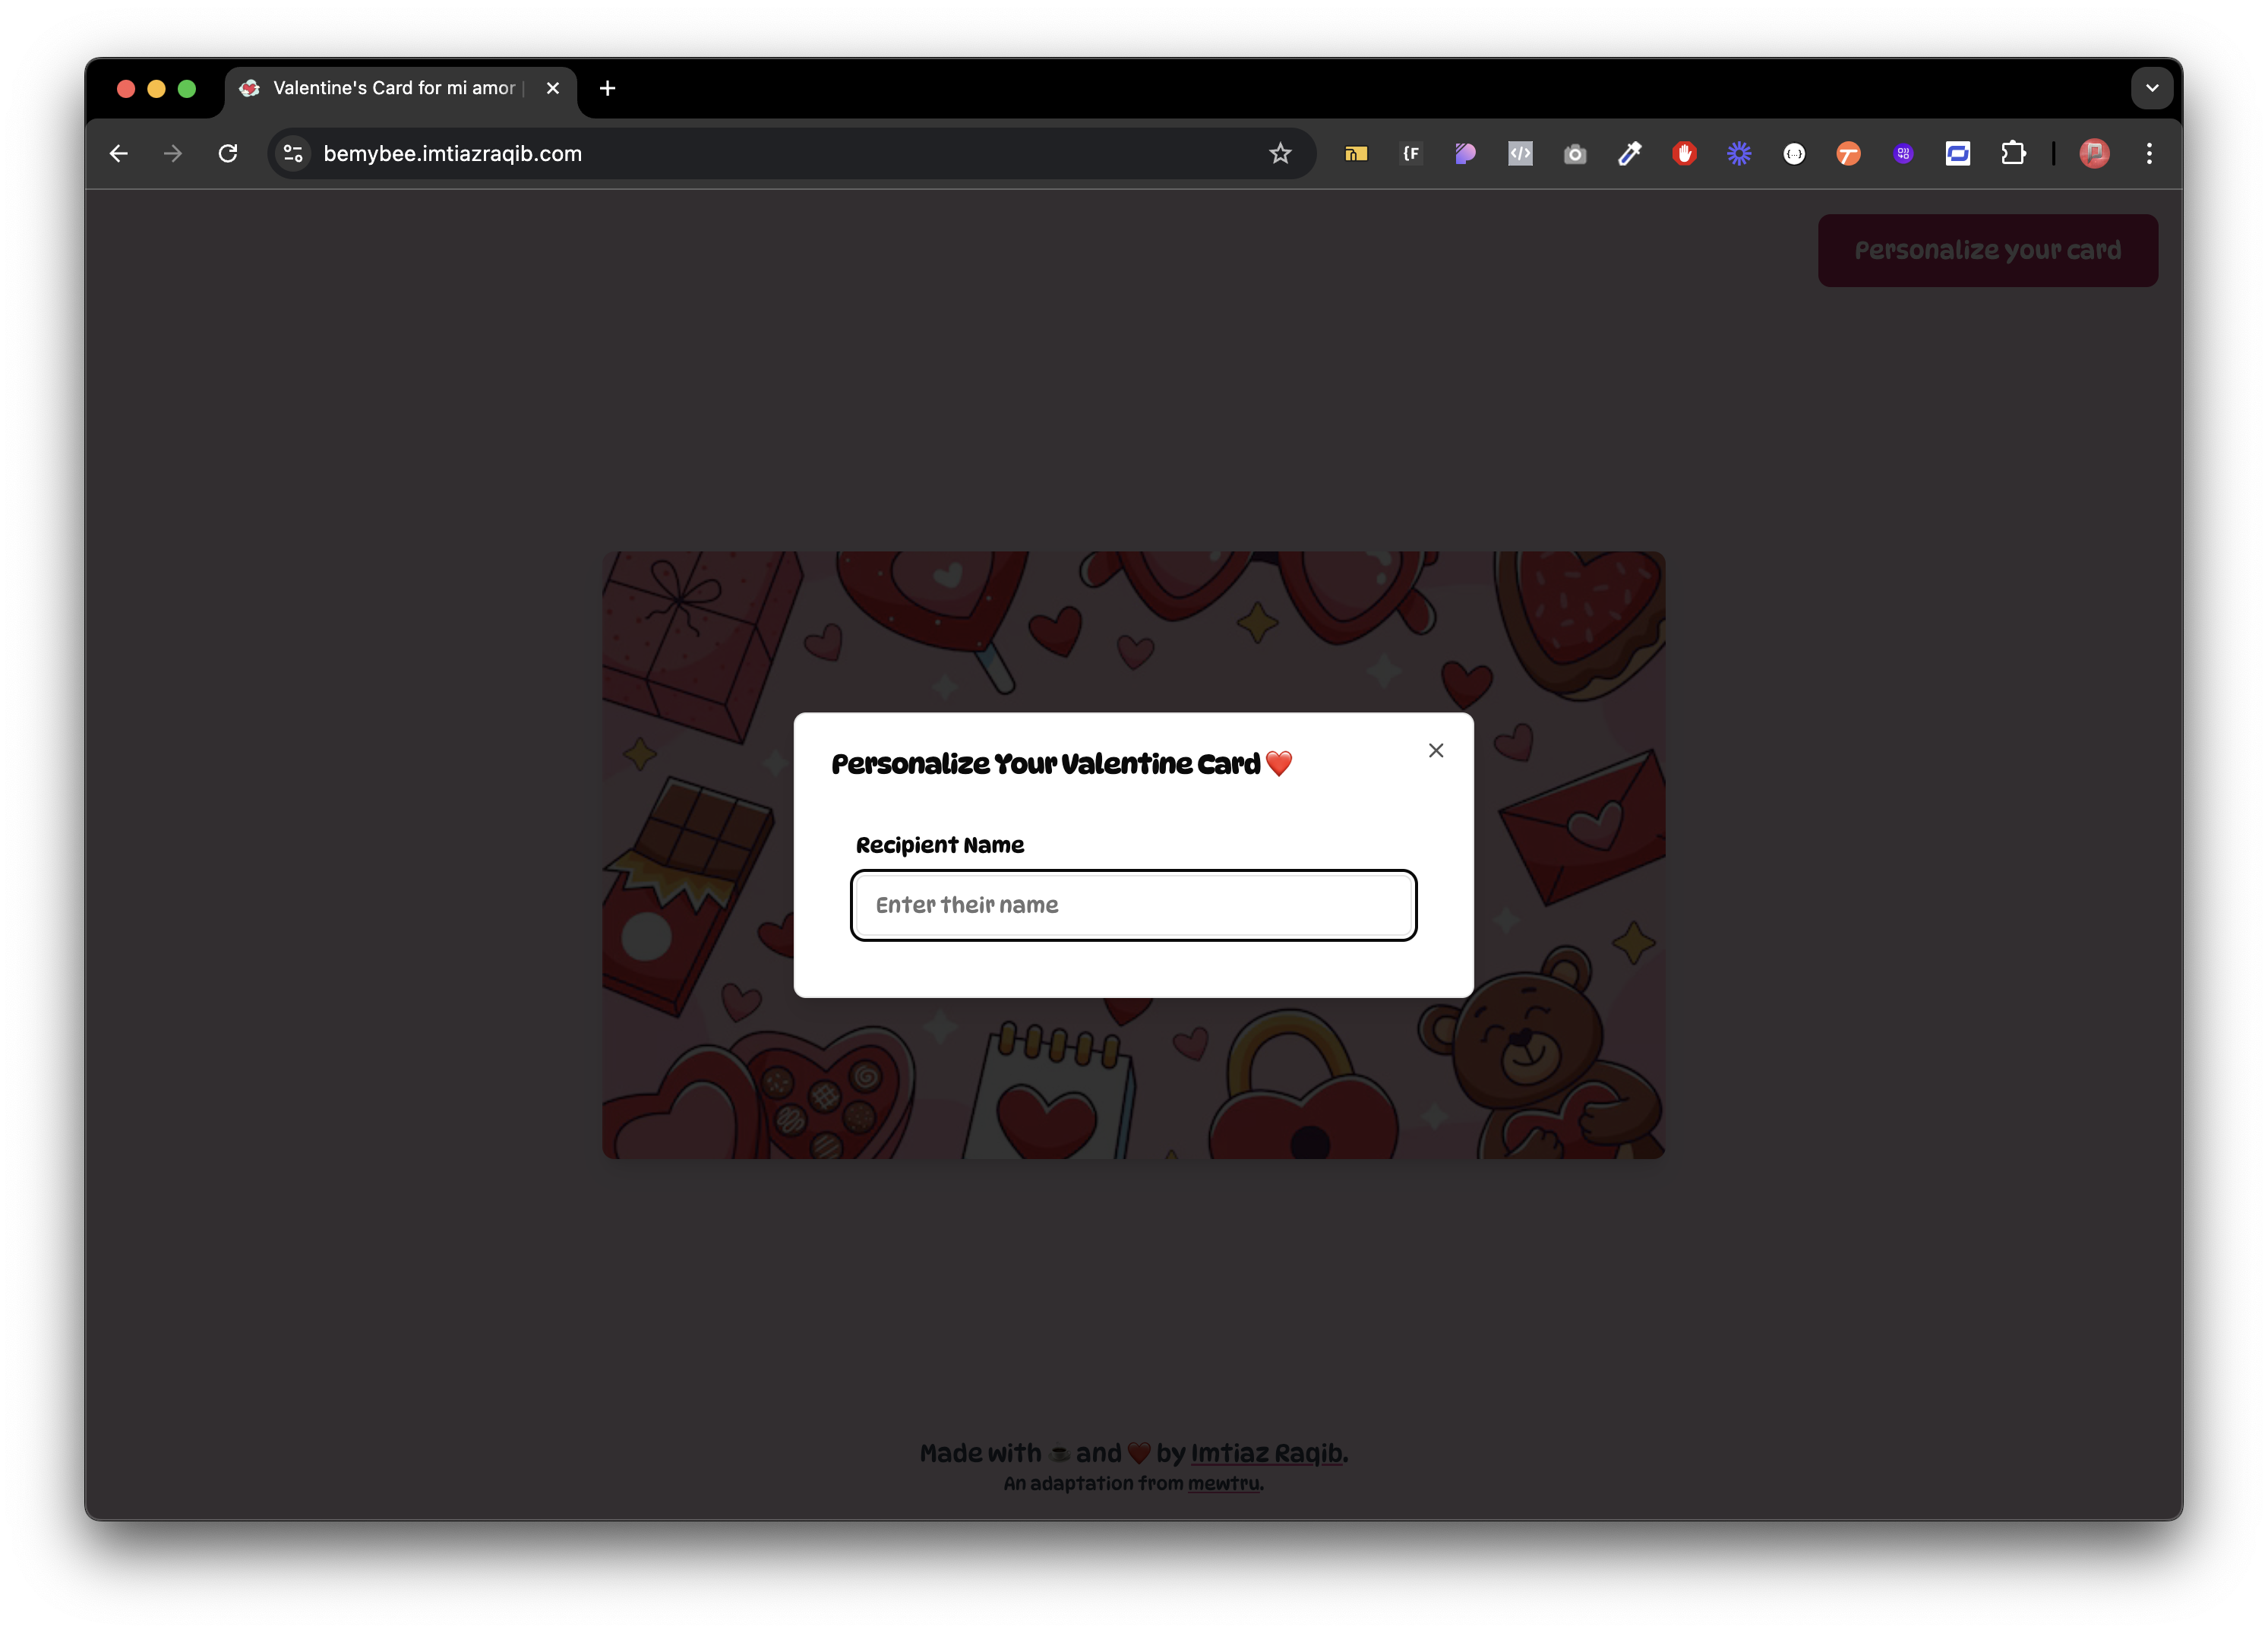 Valentine's Card for mi amor |
bemybee.imtiazraqib.com
Personalize your card
Personalize Your Valentine Card ❤️
Recipient Name
Enter their name
Made with ☕ and ❤️ by Imtiaz Raqib.
An adaptation from mewtru.